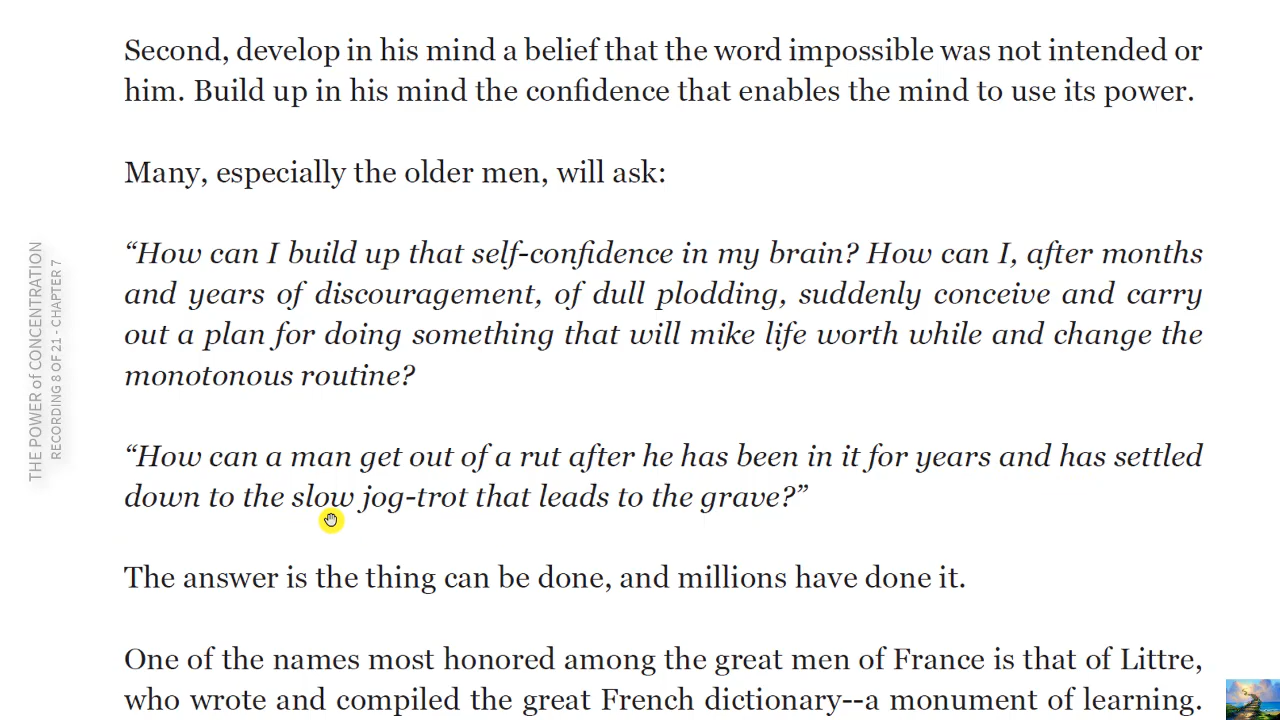 Second, develop in his mind a belief that the word impossible was not intended or
him. Build up in his mind the confidence that enables the mind to use its power.
Many, especially the older men, will ask:
“How can I build up that self-confidence in my brain? How can I, after months
and years of discouragement, of dull plodding, suddenly conceive and carry
out a plan for doing something that will mike life worth while and change the
monotonous routine?
“How can a man get out of a rut after he has been in it for years and has settled
down to the slow jog-trot that leads to the grave?”
The answer is the thing can be done, and millions have done it.
One of the names most honored among the great men of France is that of Littre,
who wrote and compiled the great French dictionary--a monument of learning.
THE POWER of CONCENTRATION
RECORDING 8 OF 21 - CHAPTER 7